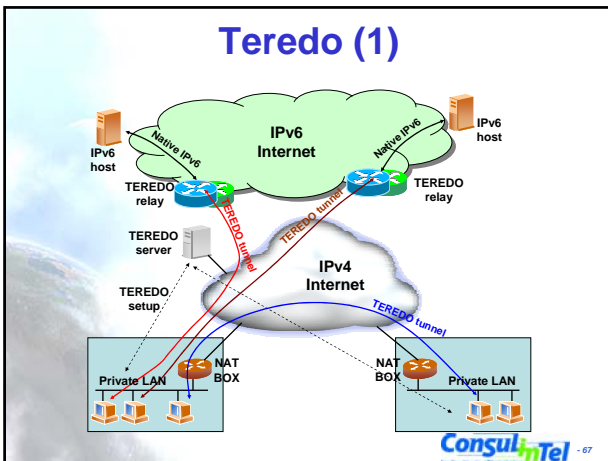 Teredo (1)
IPv6
host
Native IPv6
IPv6
Internet
Native IPv6
IPv6
host
TEREDO
relay
TEREDO
relay
TEREDO tunnel
TEREDO tunnel
TEREDO
server
IPv4
Internet
TEREDO
setup
TEREDO tunnel
NAT
BOX
Private LAN
NAT
BOX
Private LAN
ConsulinTel
- 67